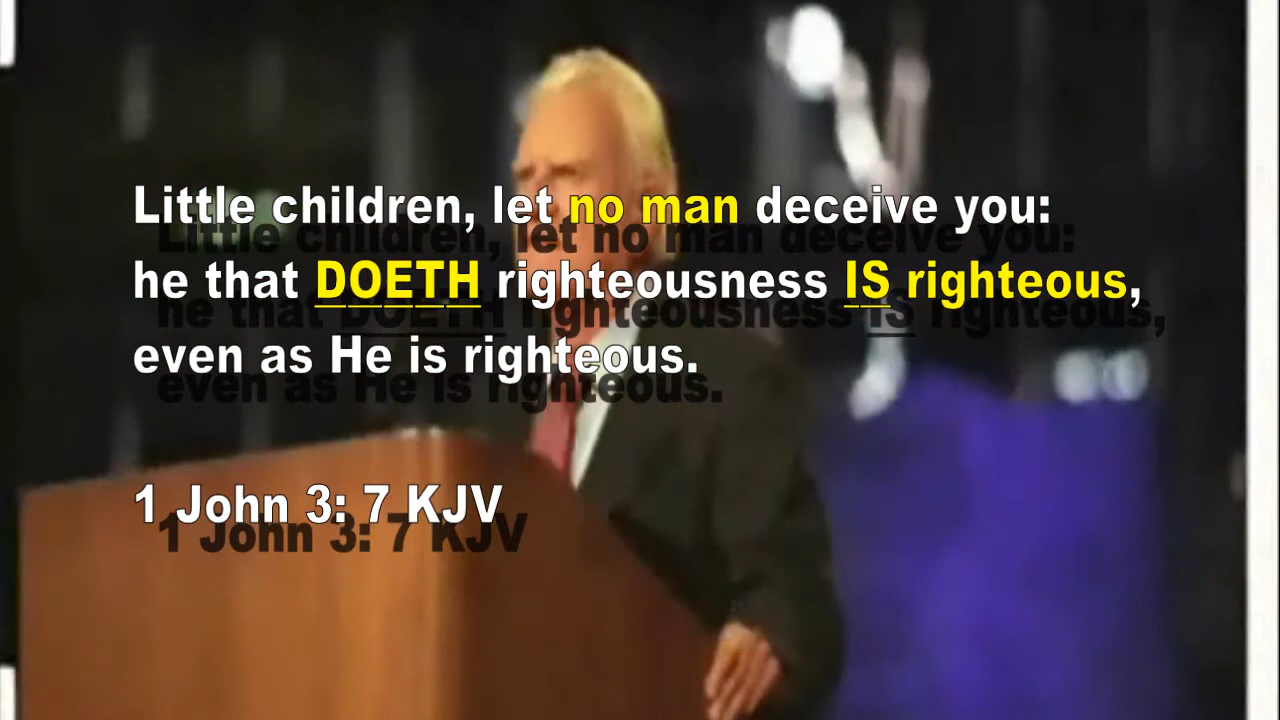 Little children, let no man deceive you:
he that DOETH righteousness IS righteous,
even as He is righteous.
1 John 3: 7 KJV